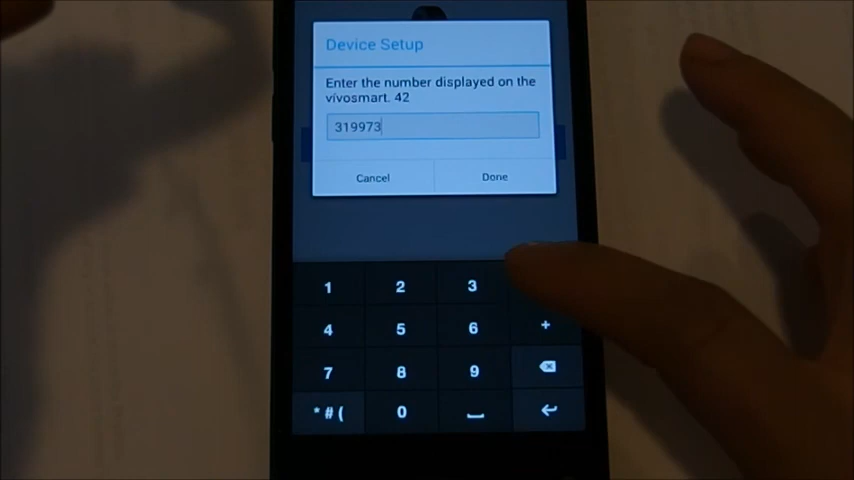 Device Setup
Enter the number displayed on the
vívosmart. 42
319973
Cancel Done
1 2 3
4 5 6 +
7 8 9
* # ( 0